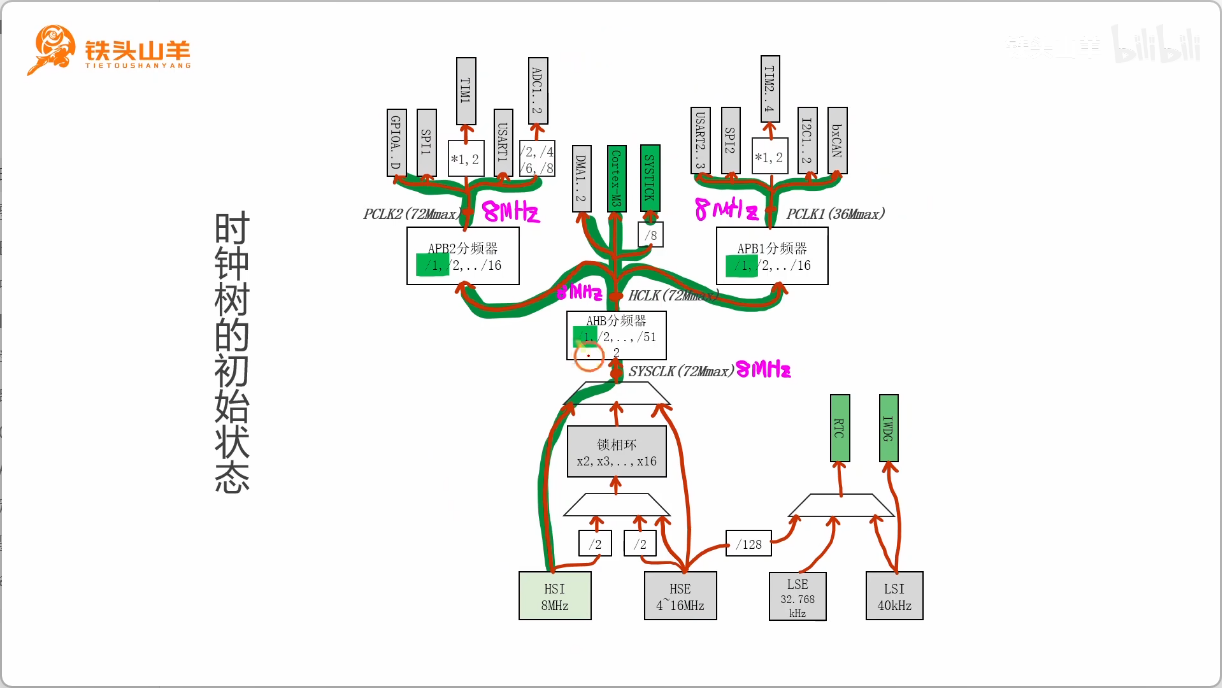 铁头山羊
TIETOUSHANYANG
bilibili
时钟树的初始状态
TIM1
ADC1..2
TIM2..4
GPIOA..D
SPI1
*1,2
USART1
/2,/4
/6,/8
DMA1..2
Cortex-M3
SYSTICK
USART2..3
SPI2
*1,2
I2C1..2
bxCAN
PCLK2(72Mmax)
8MHz
/8
8MHz
PCLK1(36Mmax)
APB2分频器
/1,/2,../16
APB1分频器
/1,/2,../16
8MHz
HCLK(72Mmax)
AHB分频器
1,/2,..,/51
2
SYSCLK(72Mmax)
8MHz
锁相环
x2,x3,..,x16
RTC
IWDG
/2
/2
/128
HSI
8MHz
HSE
4~16MHz
LSE
32.768
kHz
LSI
40kHz